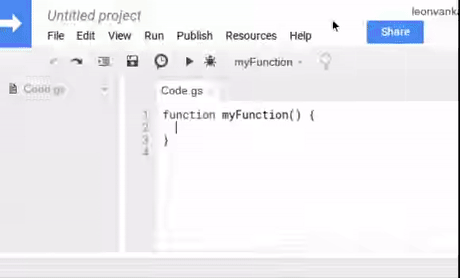 Untitled project
leonvanka
File Edit View Run Publish Resources Help
Share
myFunction
Code.gs
Code.gs
1 function myFunction() {
2
3 }
4